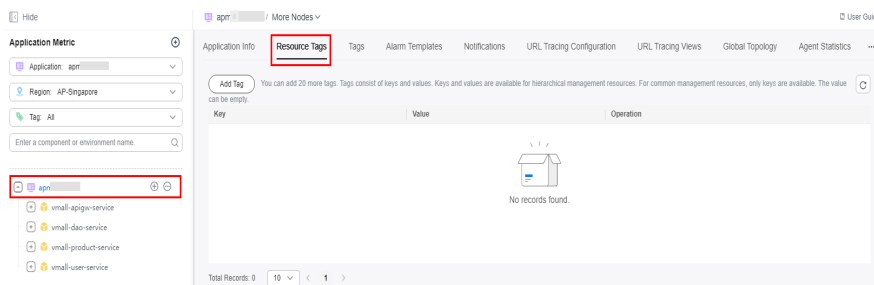 Hide
apm / More Nodes
User Gui
Application Metric
Application: apm
Region: AP-Singapore
Tag: All
Enter a component or environment name.
apm
vmall-apigw-service
vmall-dao-service
vmall-product-service
vmall-user-service
Application Info Resource Tags Tags Alarm Templates Notifications URL Tracing Configuration URL Tracing Views Global Topology Agent Statistics ...
Add Tag You can add 20 more tags. Tags consist of keys and values. Keys and values are available for hierarchical management resources. For common management resources, only keys are available. The value
can be empty.
Key Value Operation
No records found.
Total Records: 0 10 < 1 >